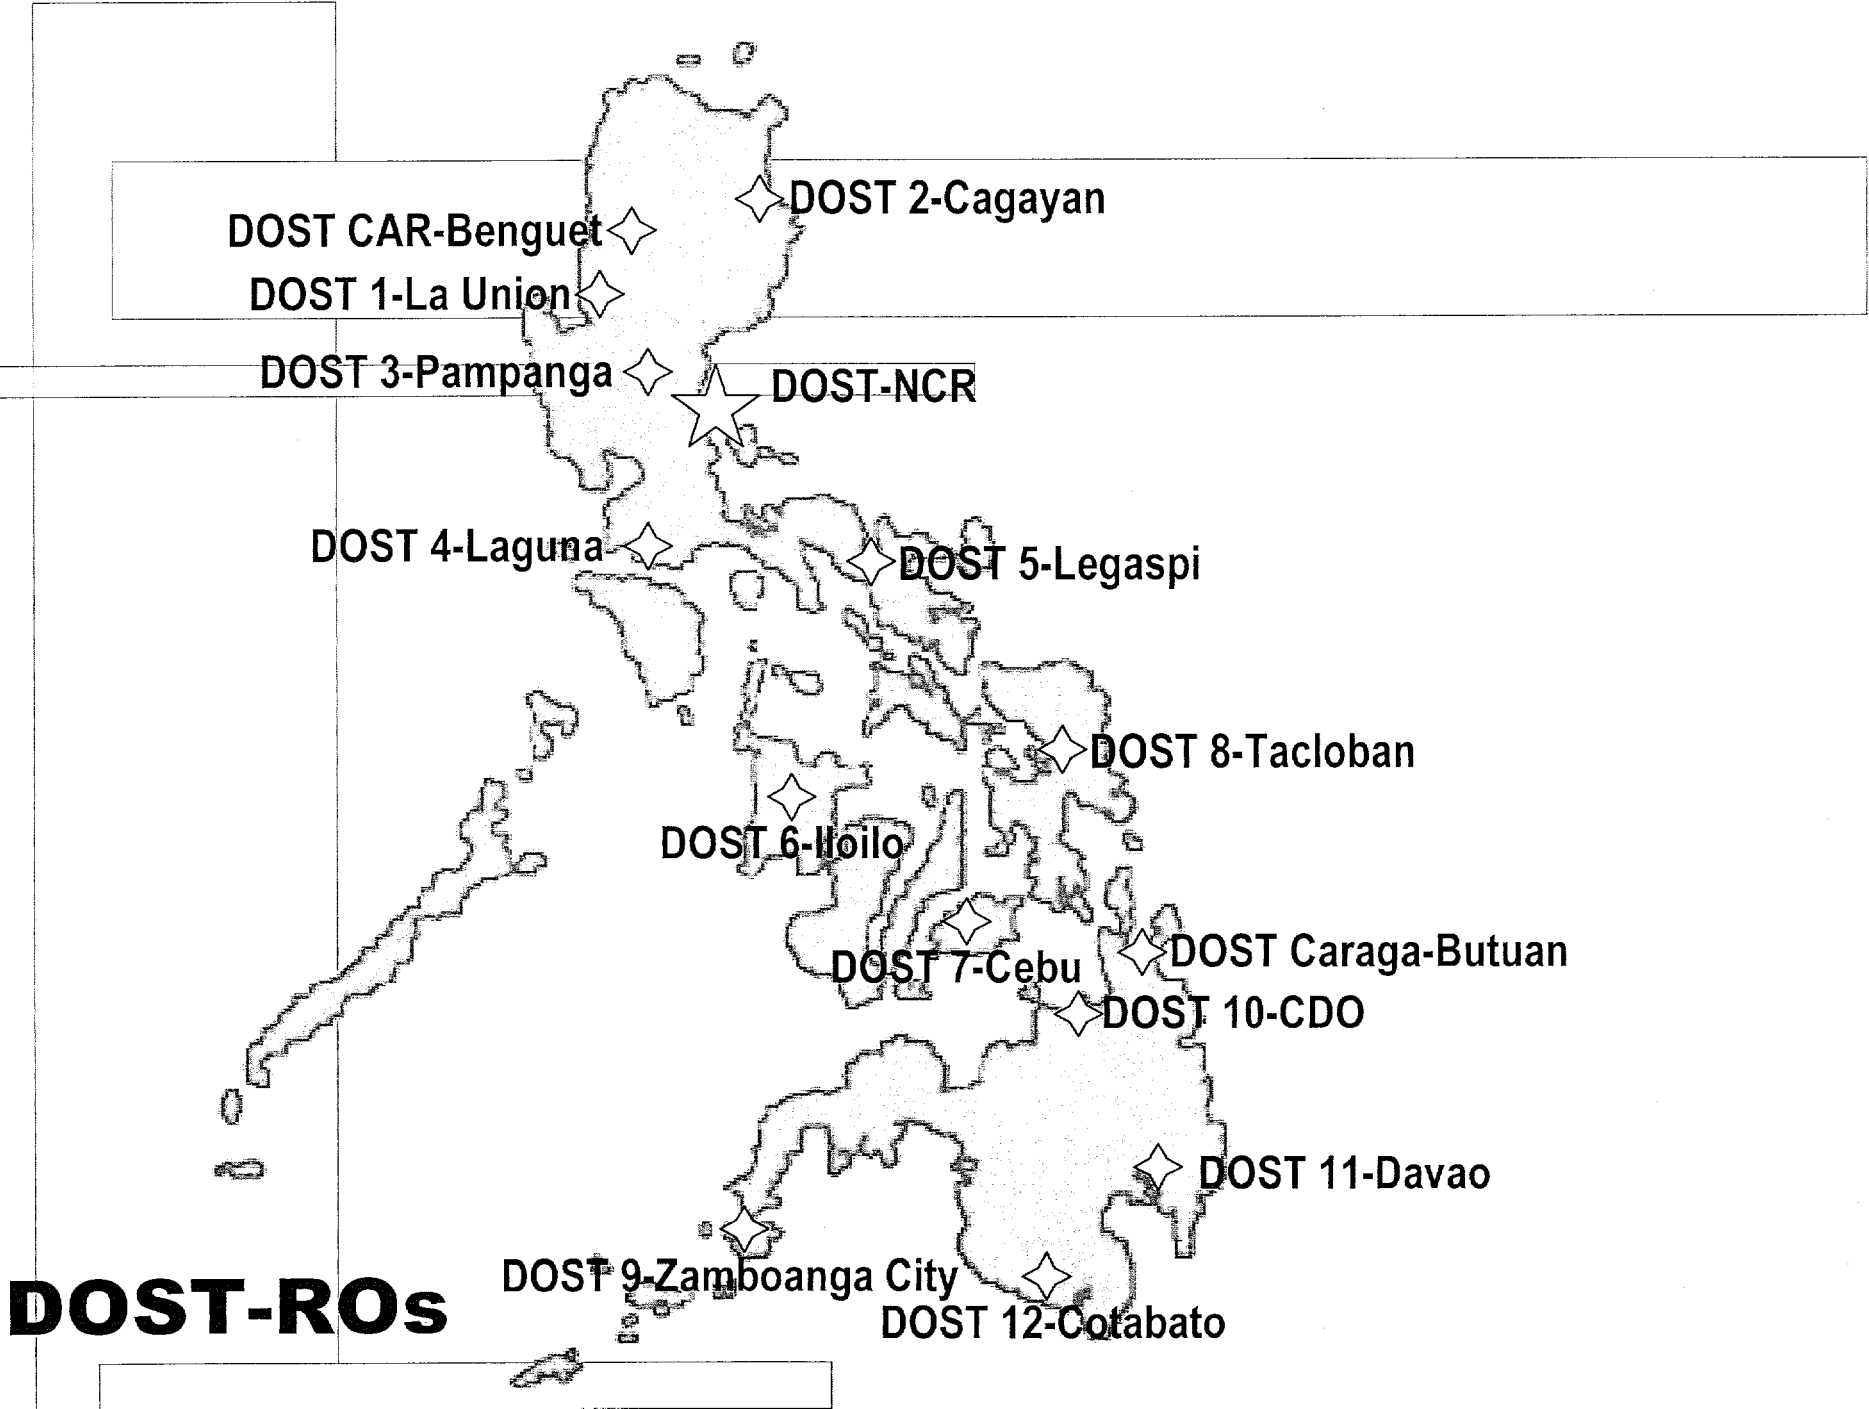 DOST 2-Cagayan
DOST CAR-Benguet
DOST 1-La Union
DOST 3-Pampanga
DOST-NCR
DOST 4-Laguna
DOST 5-Legaspi
DOST 8-Tacloban
DOST 6-Iloilo
DOST 7-Cebu
DOST Caraga-Butuan
DOST 10-CDO
DOST 11-Davao
DOST 9-Zamboanga City
DOST 12-Cotabato
DOST-ROs